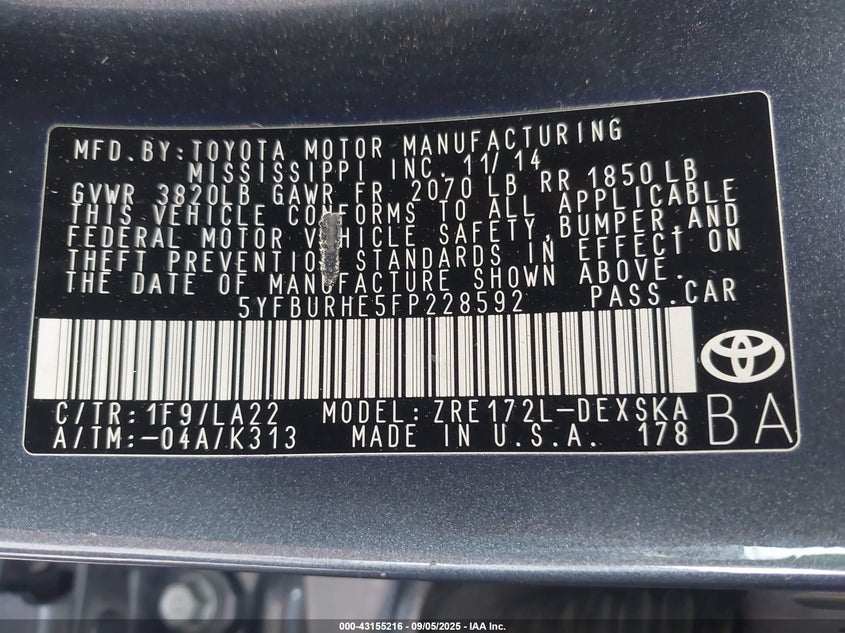 MFD.BY:TOYOTA MOTOR MANUFACTURING
MISSISSIPPI INC. 11/14
GVWR 3820LB GAWR FR 2070 LB RR 1850 LB
THIS VEHICLE CONFORMS TO ALL APPLICABLE
FEDERAL MOTOR VEHICLE SAFETY,BUMPER,AND
THEFT PREVENTION STANDARDS IN EFFECT ON
THE DATE OF MANUFACTURE SHOWN ABOVE.
5YFBURHE5FP228592 PASS.CAR
C/TR:1F9/LA22 MODEL:ZRE172L-DEXSKA
A/TM:-04A/K313 MADE IN U.S.A. 178 BA
000-43155216 - 09/05/2025 - IAA Inc.